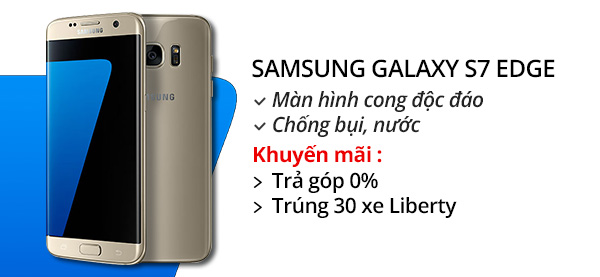 SAMSUNG
SAMSUNG GALAXY S7 EDGE
Màn hình cong độc đáo
Chống bụi, nước
Khuyến mãi :
> Trả góp 0%
> Trúng 30 xe Liberty